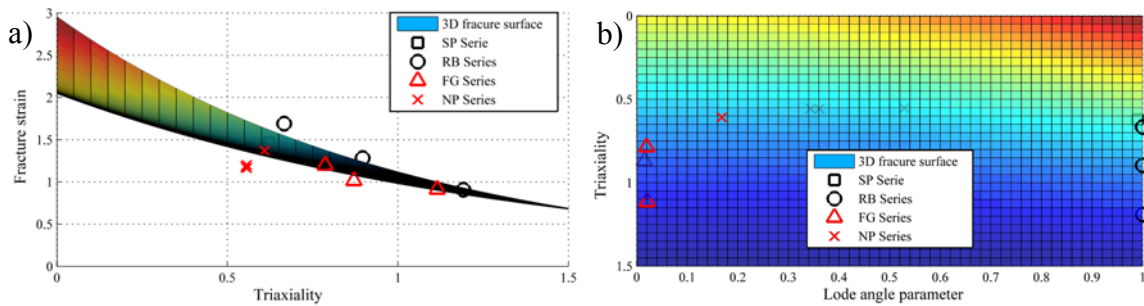 a)
Fracture strain
3
2.5
2
1.5
1
0.5
0
0
0.5
1
1.5
Triaxiality
3D fracure surface
SP Serie
RB Series
FG Series
NP Series
b)
Triaxiality
0
0.5
1
1.5
0
0.1
0.2
0.3
0.4
0.5
0.6
0.7
0.8
0.9
1
Lode angle parameter
3D fracure surface
SP Serie
RB Series
FG Series
NP Series